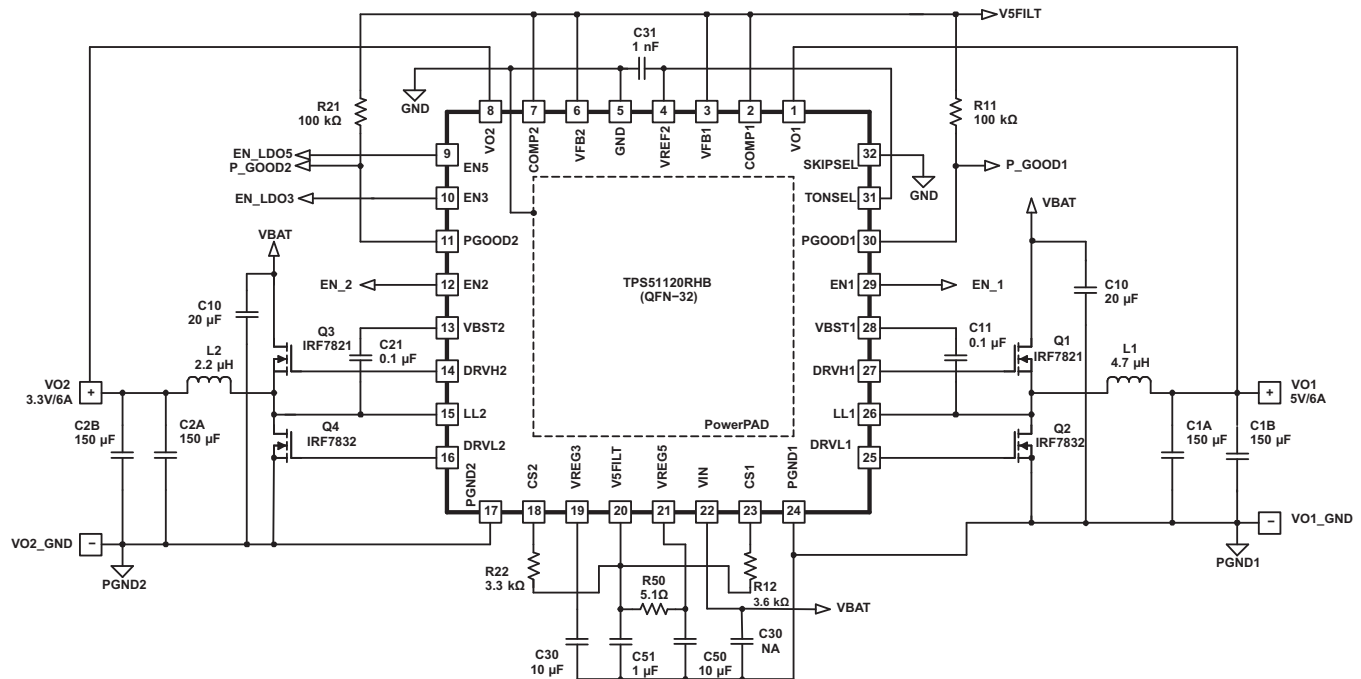 V5FILT
C31
1 nF
GND
R21
100 kΩ
R11
100 kΩ
8
7
6
5
4
3
2
1
VO2
COMP2
VFB2
GND
VREF2
VFB1
COMP1
VO1
EN_LDO5
9
EN5
32
SKIPSEL
P_GOOD2
P_GOOD1
GND
EN_LDO3
10
EN3
TONSEL
31
VBAT
VBAT
11
PGOOD2
PGOOD1
30
TPS51120RHB
(QFN−32)
EN_2
12
EN2
EN1
29
EN_1
C10
20 µF
C10
20 µF
13
VBST2
VBST1
28
Q3
IRF7821
C21
0.1 µF
C11
0.1 µF
Q1
IRF7821
L2
2.2 µH
L1
4.7 µH
14
DRVH2
DRVH1
27
VO2
3.3V/6A
+
+
VO1
5V/6A
15
LL2
LL1
26
C2B
150 µF
C2A
150 µF
Q4
IRF7832
Q2
IRF7832
C1A
150 µF
C1B
150 µF
PowerPAD
DRVL2
16
DRVL1
25
PGND2
CS2
VREG3
V5FILT
VREG5
VIN
CS1
PGND1
17
18
19
20
21
22
23
24
VO2_GND
−
−
VO1_GND
PGND2
PGND1
R22
3.3 kΩ
R50
5.1Ω
R12
3.6 kΩ
VBAT
C30
10 µF
C51
1 µF
C50
10 µF
C30
NA